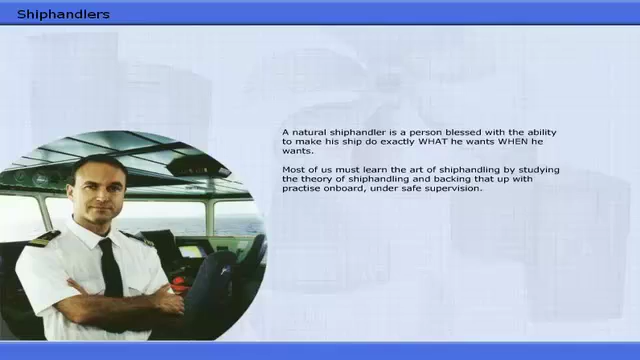 Shiphandlers
A natural shiphandler is a person blessed with the ability
to make his ship do exactly WHAT he wants WHEN he
wants.
Most of us must learn the art of shiphandling by studying
the theory of shiphandling and backing that up with
practise onboard, under safe supervision.